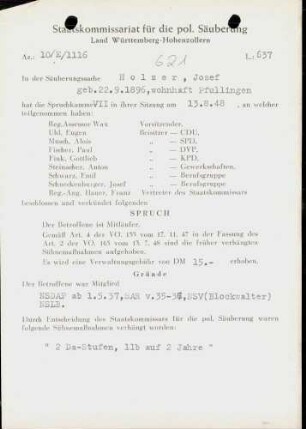 Staatskommissariat für die pol. Säuberung
Land Württemberg-Hohenzollern
Az.: 10/E/1116
621
L.: 637
In der Säuberungssache Holzer, Josef
geb.22.9.1896, wohnhaft Pfullingen
hat die Spruchkammer VII in ihrer Sitzung am 13.8.48 , an welcher
teilgenommen haben:
Reg.Assessor Wax Vorsitzender,
Uhl, Eugen Beisitzer — CDU,
Musch, Alois „ — SPD,
Fischer, Paul „ — DVP,
Fink, Gottlieb „ — KPD,
Steinacher, Anton „ — Gewerkschaften,
Schwarz, Emil „ — Berufsgruppe
Schneckenburger, Josef „ — Berufsgruppe
Reg.-Ang. Bauer, Franz Vertreter des Staatskommissars
beschlossen und verkündet folgenden
SPRUCH
Der Betroffene ist Mitläufer.
Gemäß Art. 4 der VO. 133 vom 17. 11. 47 in der Fassung des
Art. 2 der VO. 165 vom 13. 7. 48 sind die früher verhängten
Sühnemaßnahmen aufgehoben.
Es wird eine Verwaltungsgebühr von DM 15.- erhoben.
Gründe
Der Betroffene war Mitglied:
NSDAP ab 1.5.37, SAR v.35-37, NSV(Blockwalter)
NSLB.
Durch Entscheidung des Staatskommissars für die pol. Säuberung waren
folgende Sühnemaßnahmen verhängt worden:
" 2 Da-Stufen, 11b auf 2 Jahre "